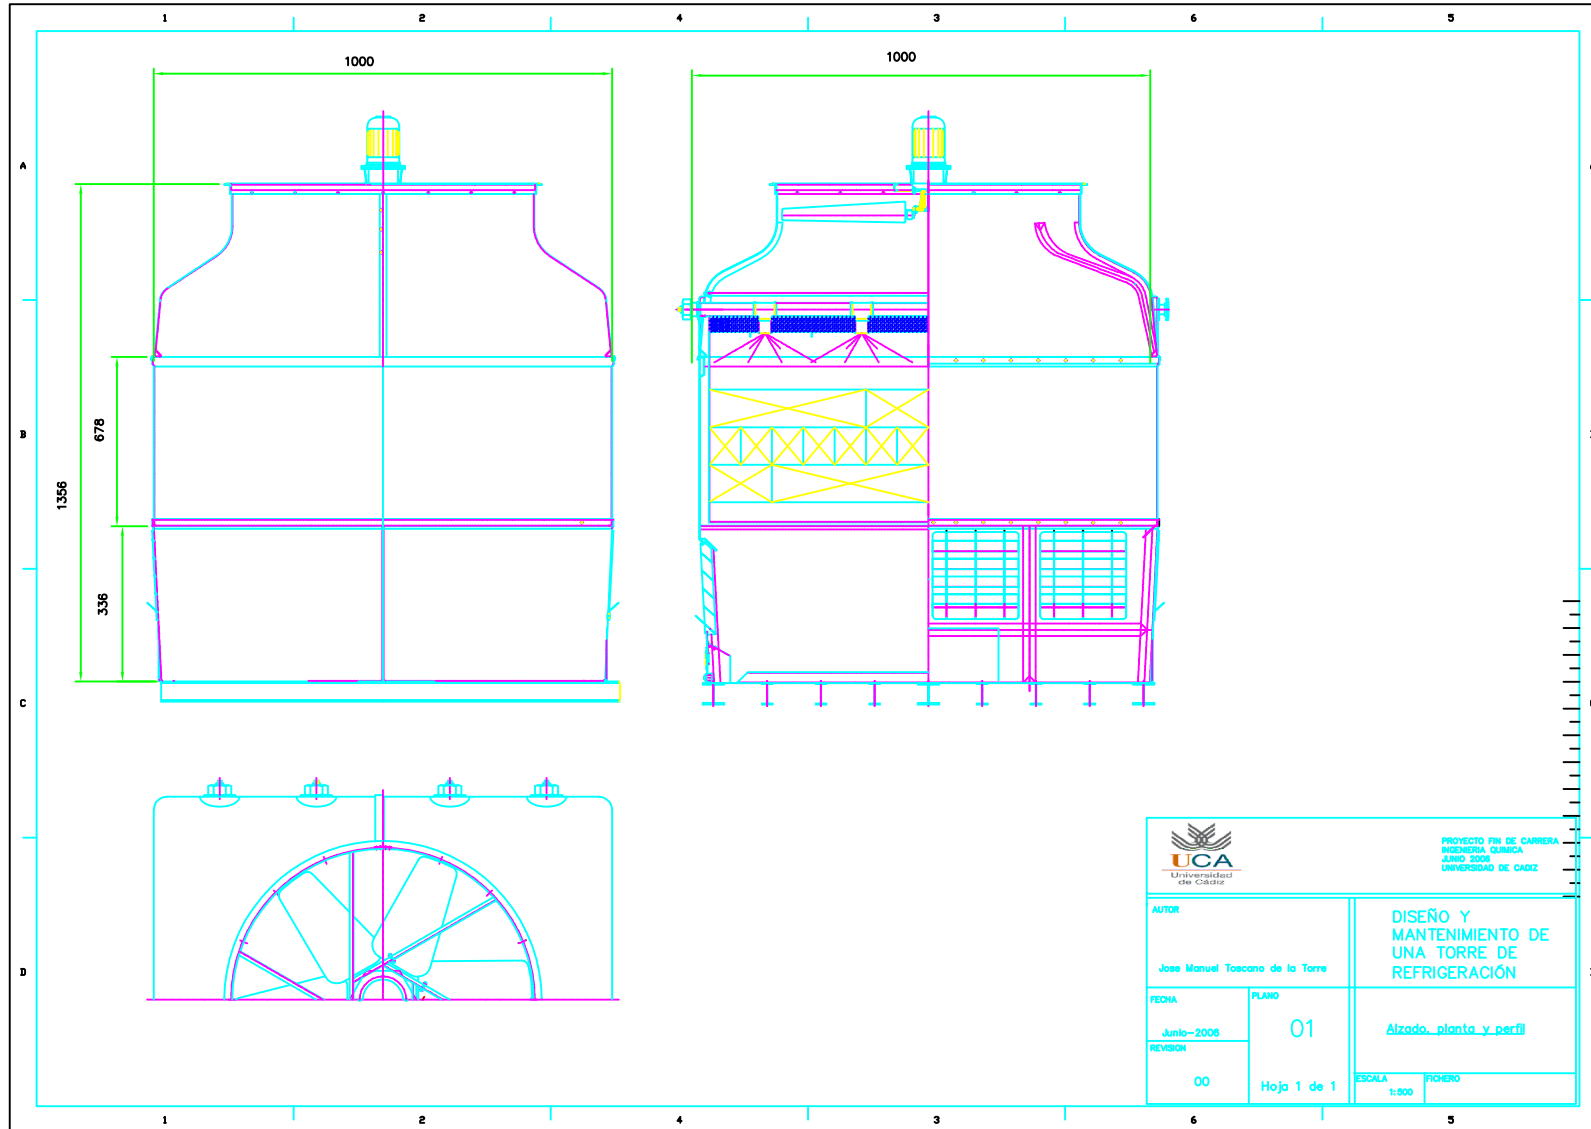 1 2 4 3 6 5
1000 1000
A
B
678
1356
336
C
D
UCA
Universidad
de Cádiz
PROYECTO FIN DE CARRERA
INGENIERIA QUIMICA
JUNIO 2006
UNIVERSIDAD DE CADIZ
AUTOR
Jose Manuel Toscano de la Torre
DISEÑO Y
MANTENIMIENTO DE
UNA TORRE DE
REFRIGERACIÓN
FECHA
Junio-2006
PLANO
01
Alzado, planta y perfil
REVISION
00
Hoja 1 de 1
ESCALA
1:500
FICHERO
1 2 4 3 6 5